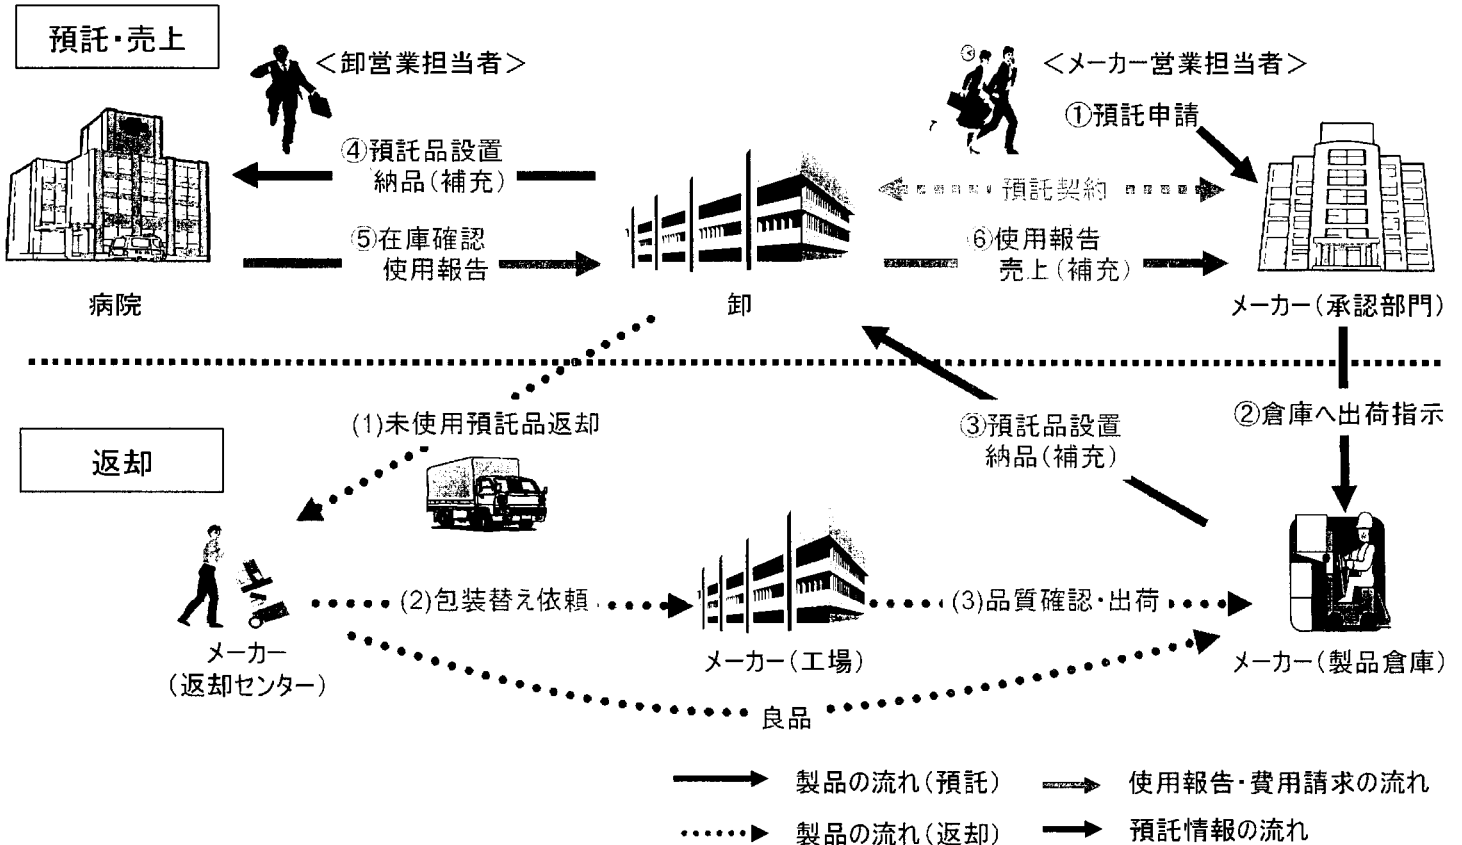 預託・売上
＜卸営業担当者＞
＜メーカー営業担当者＞
①預託申請
④預託品設置
納品（補充）
預託契約
⑤在庫確認
使用報告
⑥使用報告
売上（補充）
病院
卸
メーカー（承認部門）
(1)未使用預託品返却
③預託品設置
納品（補充）
②倉庫へ出荷指示
返却
(2)包装替え依頼
(3)品質確認・出荷
メーカー
（返却センター）
メーカー（工場）
メーカー（製品倉庫）
良品
製品の流れ（預託）
使用報告・費用請求の流れ
製品の流れ（返却）
預託情報の流れ